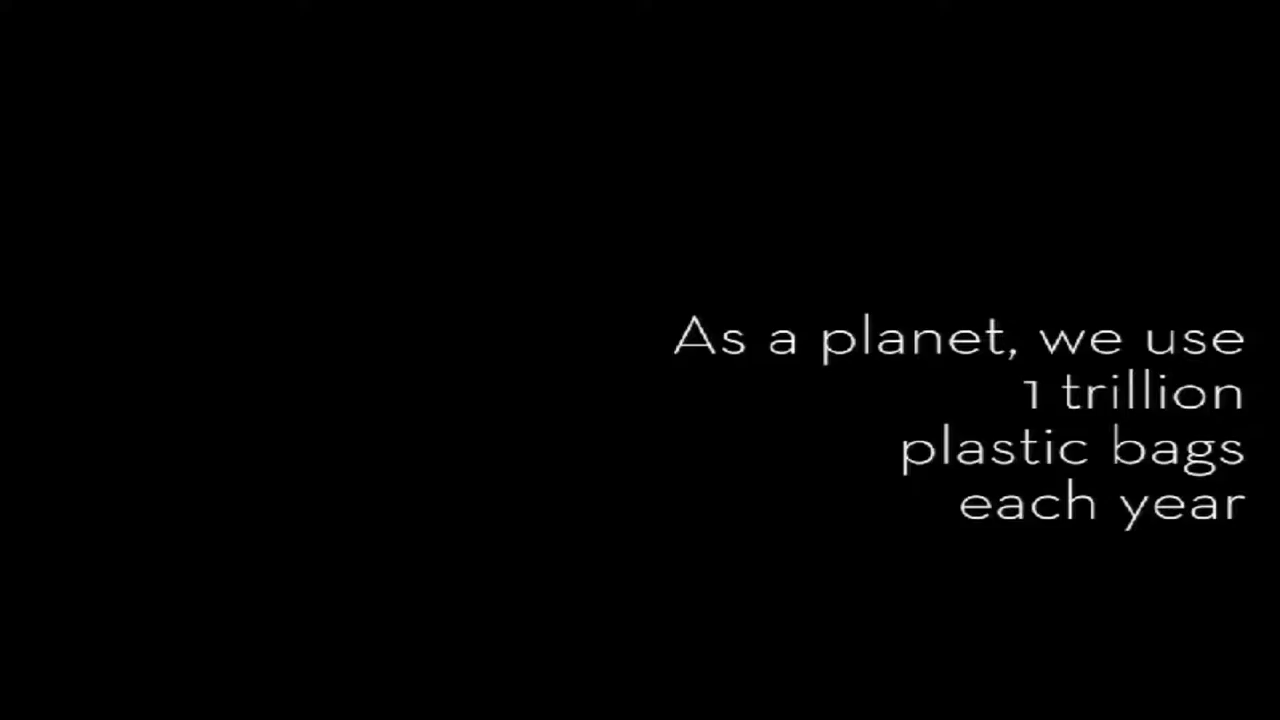 As a planet, we use
1 trillion
plastic bags
each year